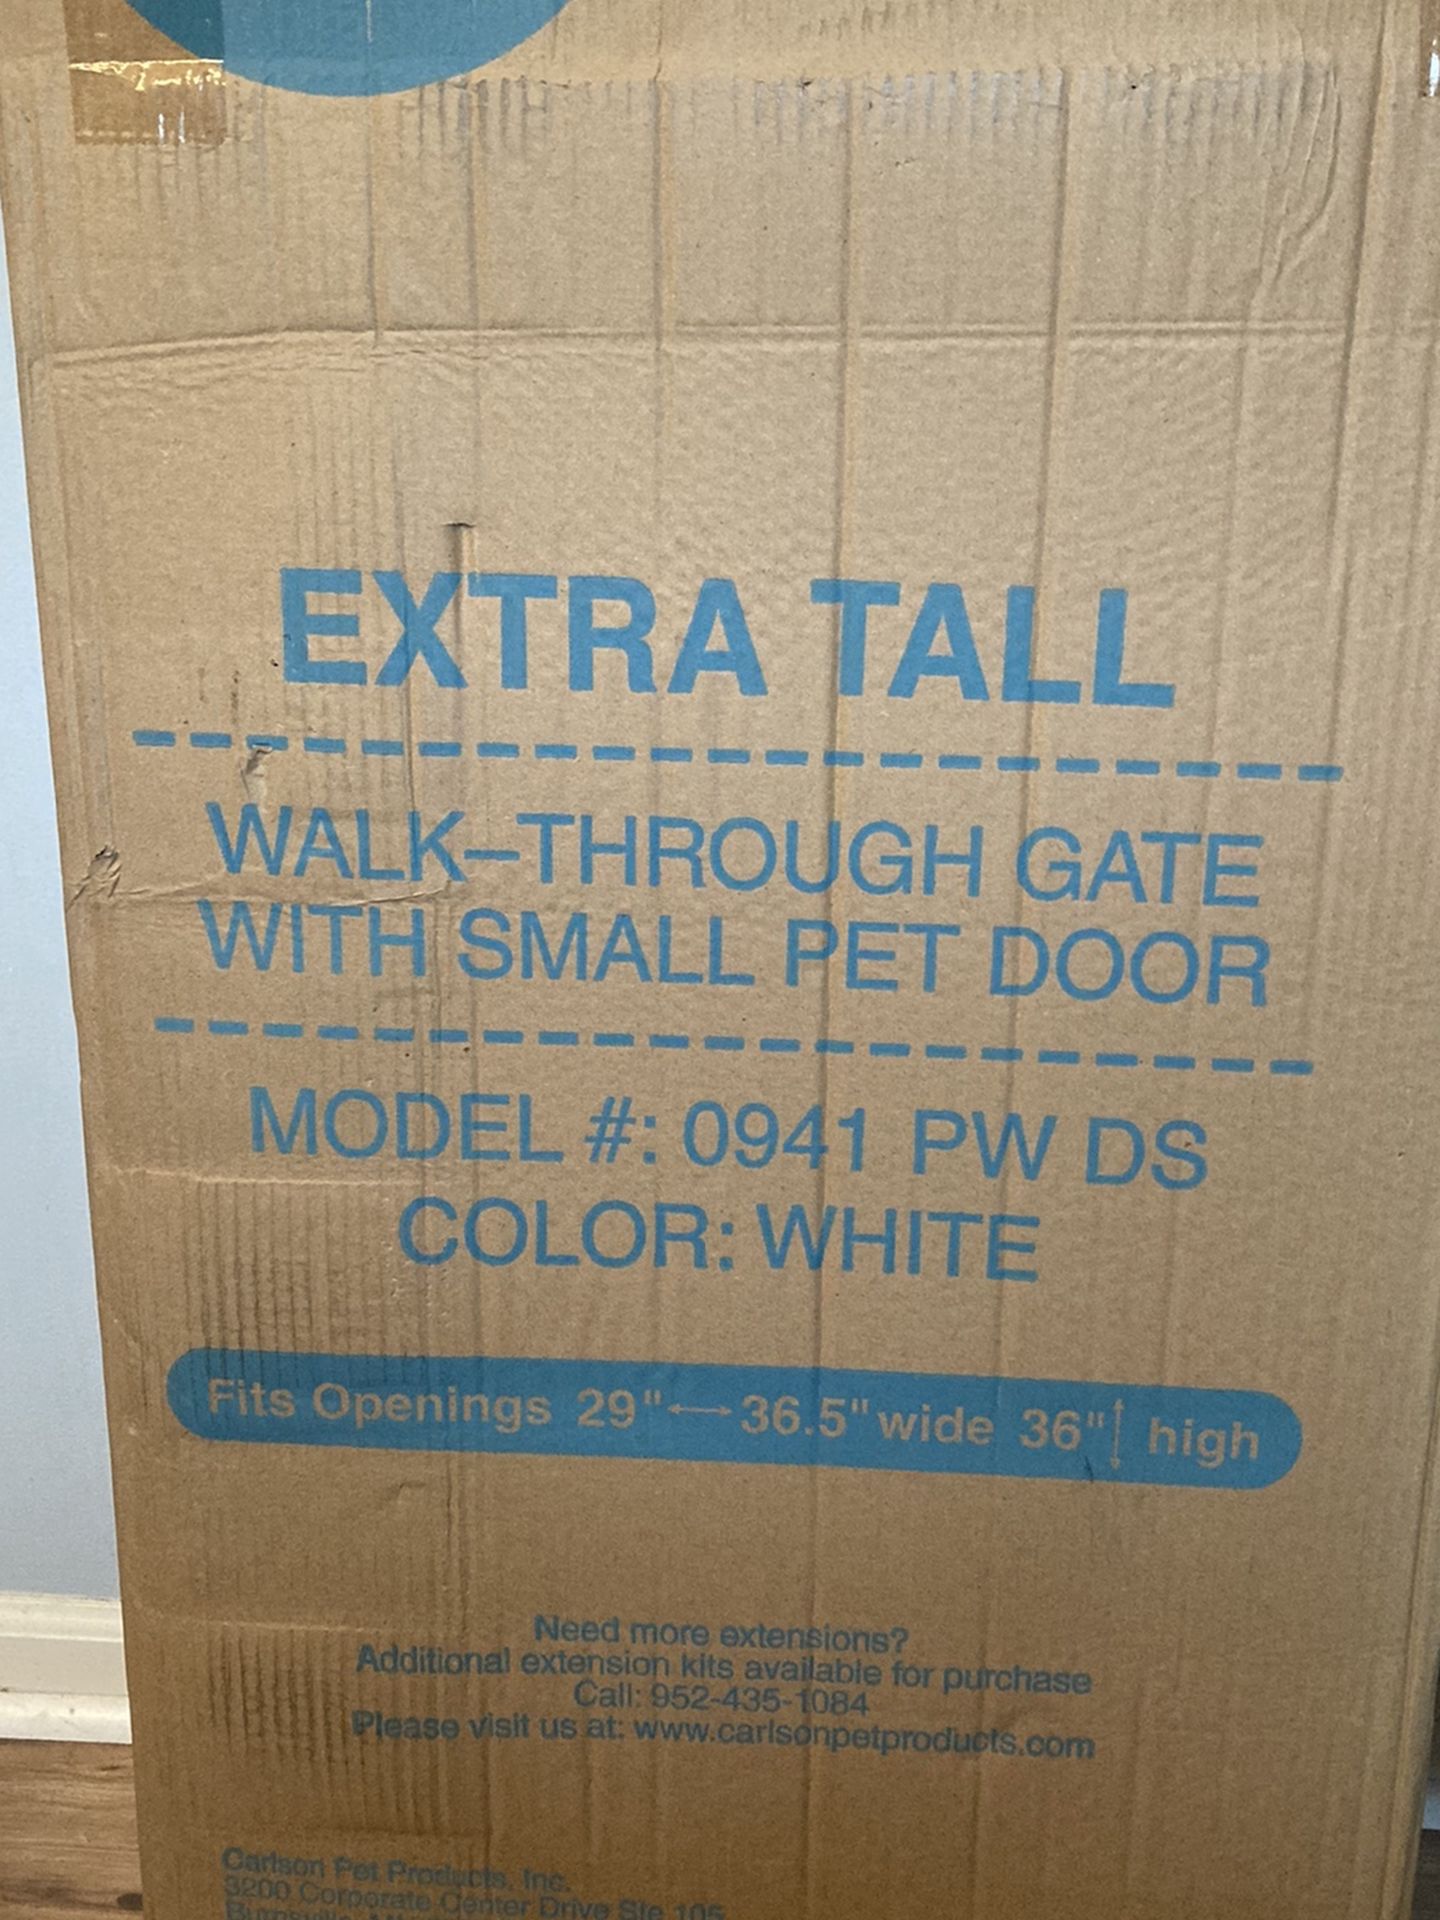 EXTRA TALL
WALK-THROUGH GATE
WITH SMALL PET DOOR
MODEL #: 0941 PW DS
COLOR: WHITE
Fits Openings 29"↔36.5" wide 36"↕ high
Need more extensions?
Additional extension kits available for purchase
Call: 952-435-1084
Please visit us at: www.carlsonpetproducts.com
Carlson Pet Products, Inc.
3200 Corporate Center Drive Ste 105